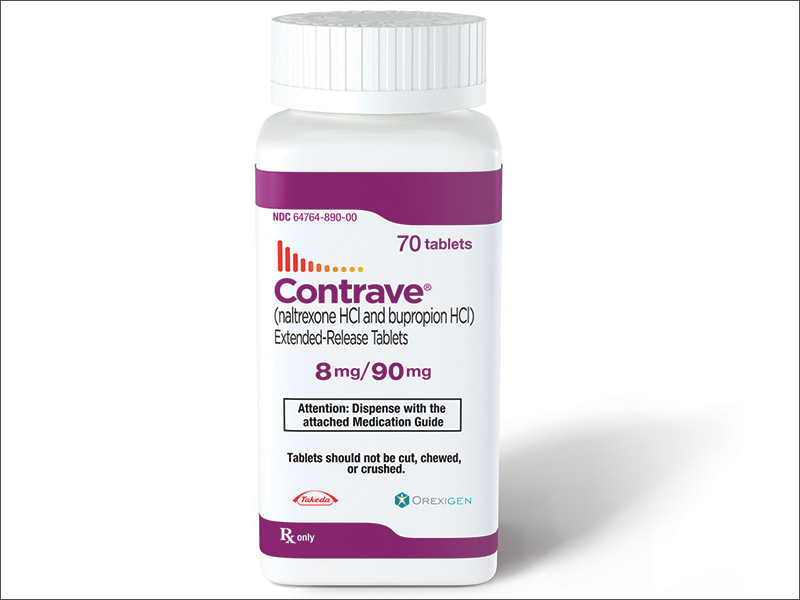 NDC 64764-890-00
70 tablets
Contrave®
(naltrexone HCl and bupropion HCl)
Extended-Release Tablets
8 mg/90 mg
Attention: Dispense with the
attached Medication Guide
Tablets should not be cut, chewed,
or crushed.
Takeda
OREXIGEN
Rx only